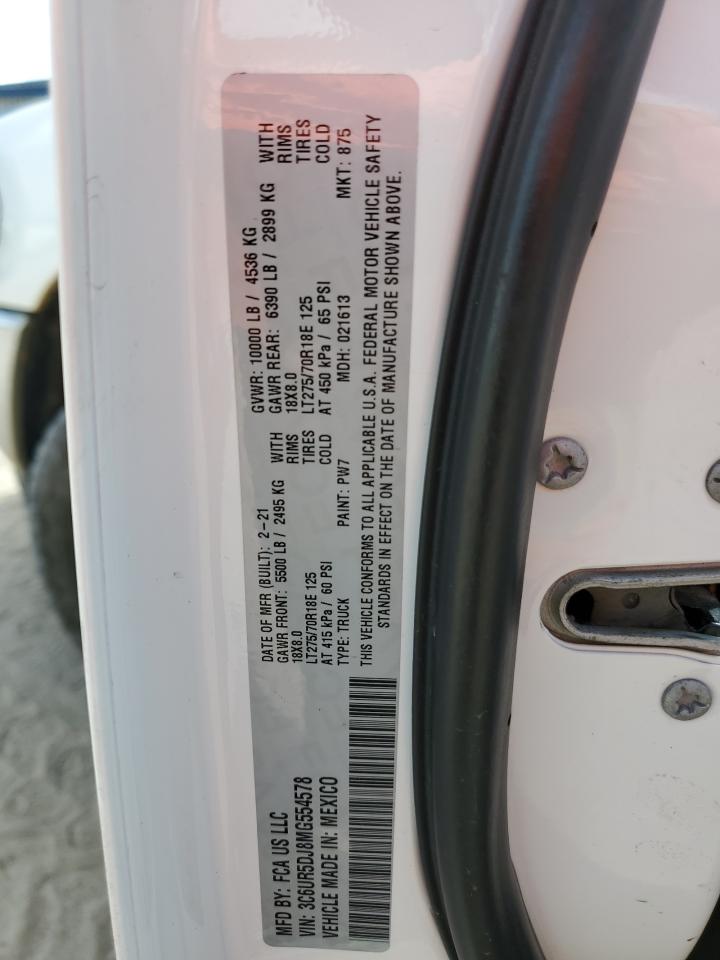 MFD BY: FCA US LLC
DATE OF MFR (BUILT): 2-21
GVWR: 10000 LB / 4536 KG
VIN: 3C6UR5DJ8MG554578
GAWR FRONT: 5500 LB / 2495 KG WITH
GAWR REAR: 6390 LB / 2899 KG WITH
VEHICLE MADE IN: MEXICO
18X8.0 RIMS
18X8.0 RIMS
LT275/70R18E 125 TIRES
LT275/70R18E 125 TIRES
AT 415 kPa / 60 PSI COLD
AT 450 kPa / 65 PSI COLD
TYPE: TRUCK PAINT: PW7 MDH: 021613 MKT: 875
THIS VEHICLE CONFORMS TO ALL APPLICABLE U.S.A. FEDERAL MOTOR VEHICLE SAFETY
STANDARDS IN EFFECT ON THE DATE OF MANUFACTURE SHOWN ABOVE.